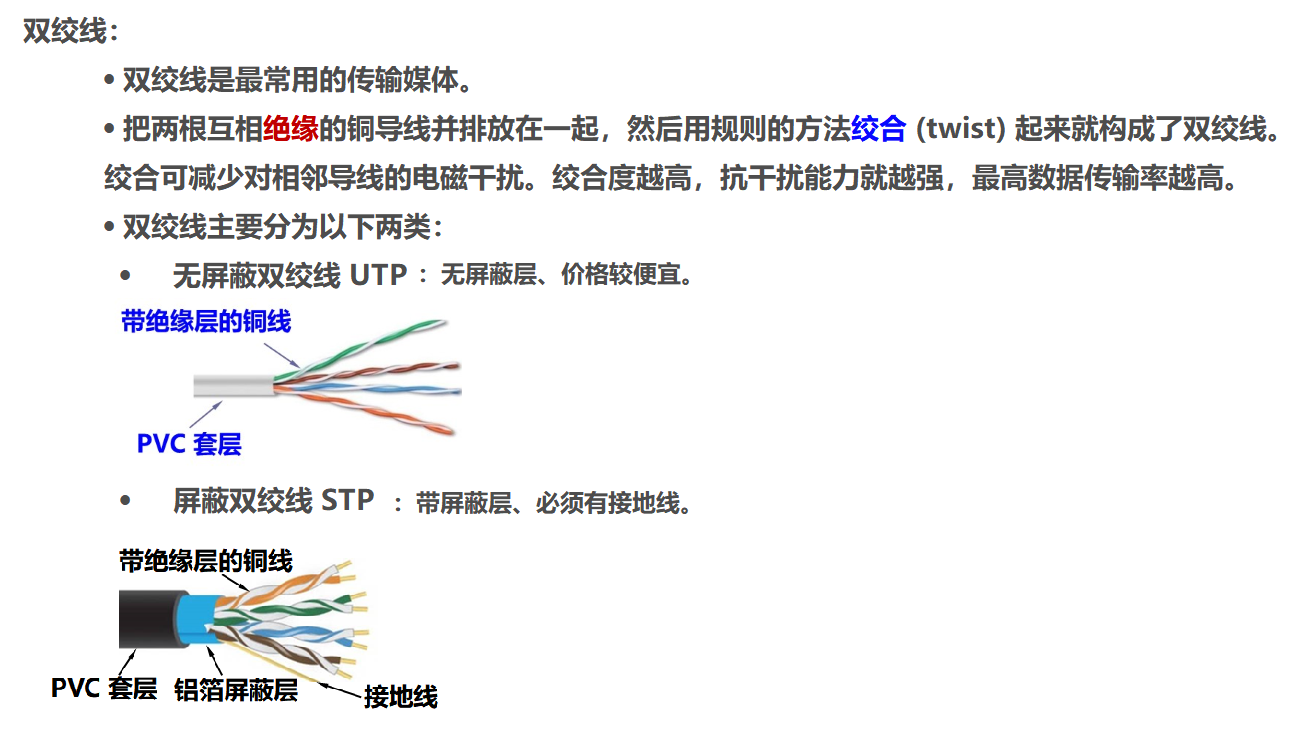 双绞线：
• 双绞线是最常用的传输媒体。
• 把两根互相绝缘的铜导线并排放在一起，然后用规则的方法绞合 (twist) 起来就构成了双绞线。
绞合可减少对相邻导线的电磁干扰。绞合度越高，抗干扰能力就越强，最高数据传输率越高。
• 双绞线主要分为以下两类：
• 无屏蔽双绞线 UTP ：无屏蔽层、价格较便宜。
带绝缘层的铜线
PVC 套层
• 屏蔽双绞线 STP ：带屏蔽层、必须有接地线。
带绝缘层的铜线
PVC 套层
铝箔屏蔽层
接地线